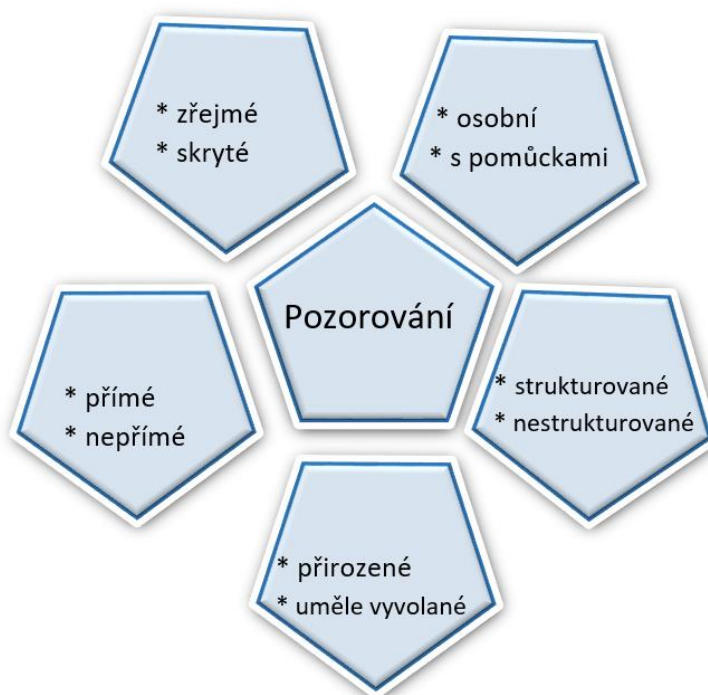 * zřejmé
* skryté
* osobní
* s pomůckami
Pozorování
* přímé
* nepřímé
* strukturované
* nestrukturované
* přirozené
* uměle vyvolané